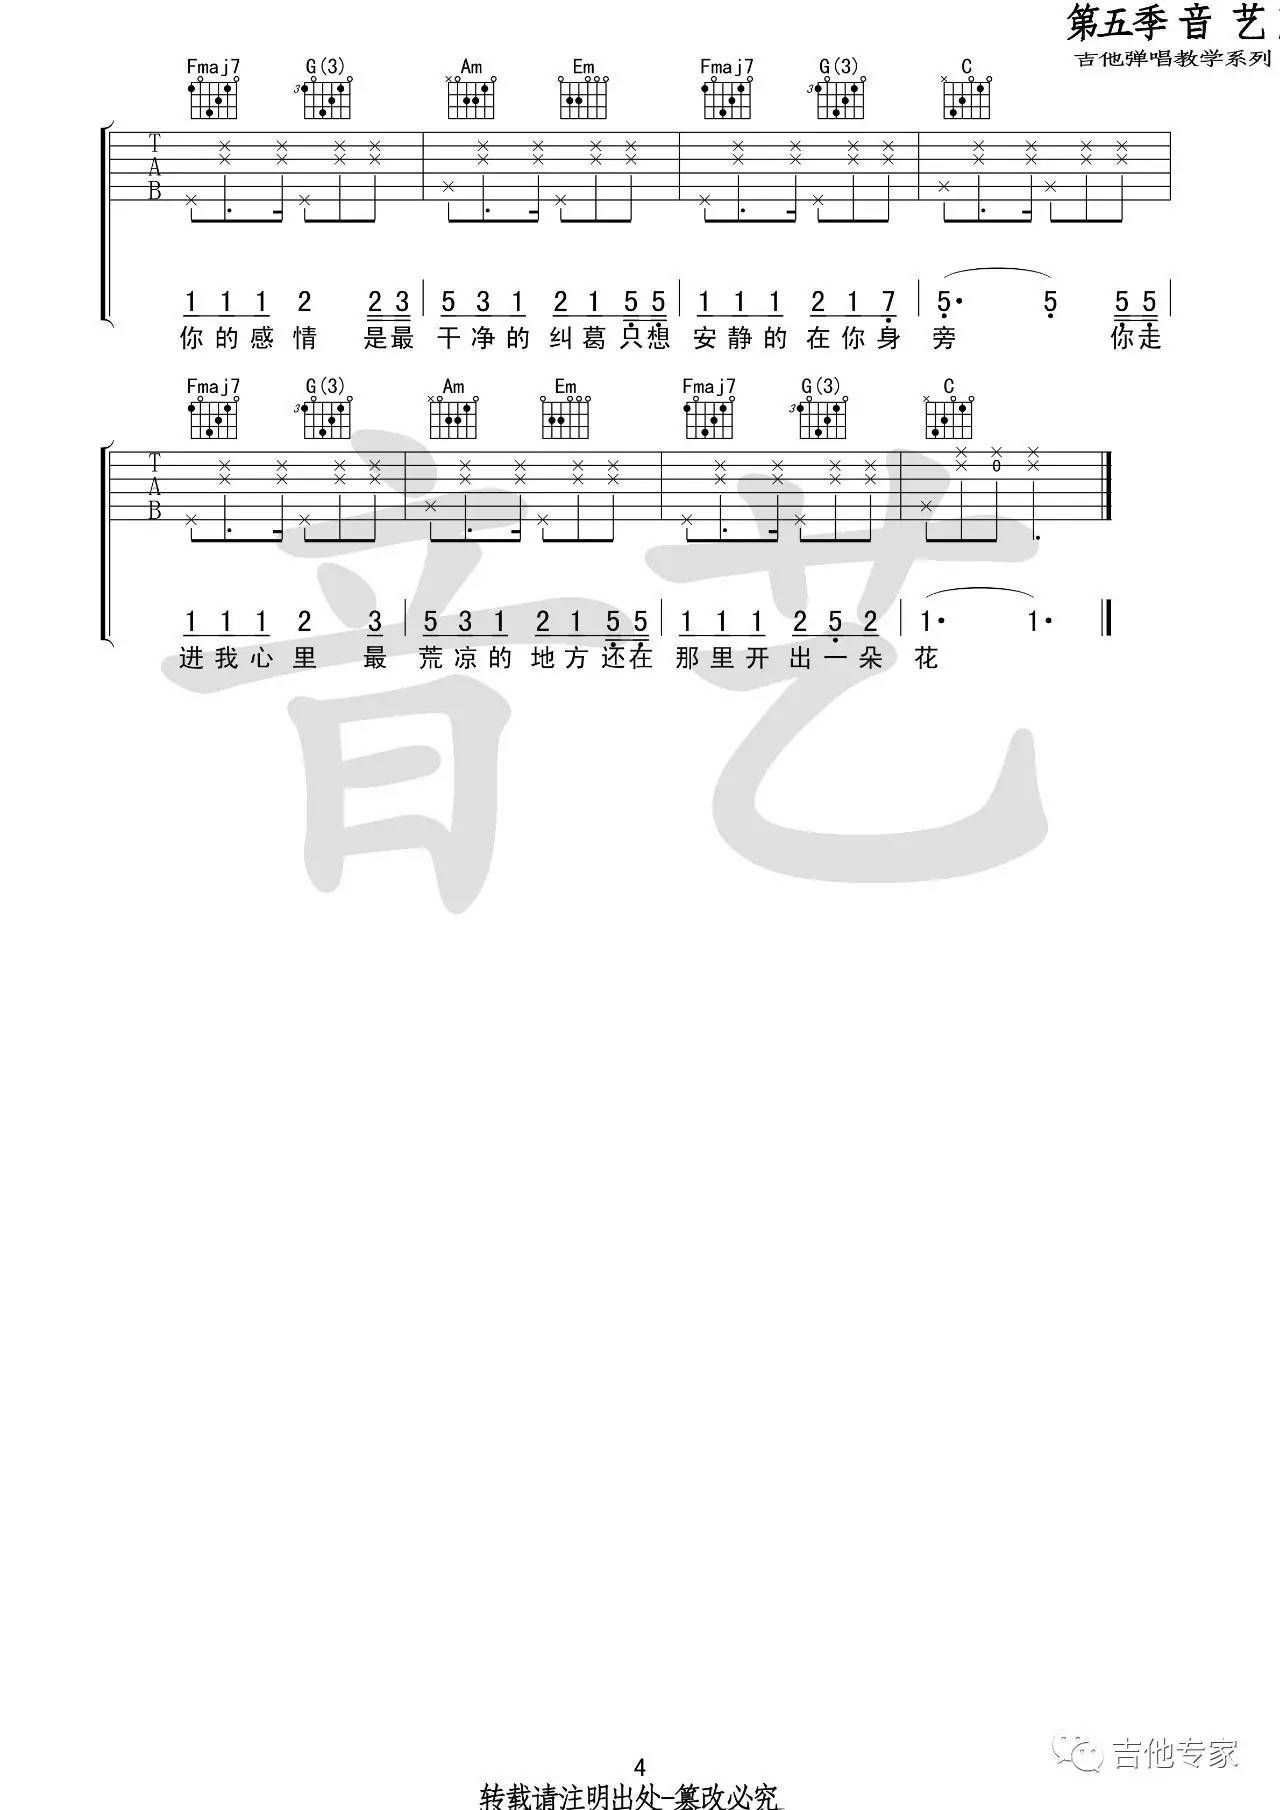 第五季音艺
吉他弹唱教学系列
Fmaj7 G(3) Am Em Fmaj7 G(3) C
3 3
T
A
B
1 1 1 2 2 3 5 3 1 2 1 5 5 1 1 1 2 1 7 5· 5 5 5
你的感情 是最干净的纠葛只想安静的在你身旁 你走
Fmaj7 G(3) Am Em Fmaj7 G(3) C
3 3
T
A
B
0
1 1 1 2 3 5 3 1 2 1 5 5 1 1 1 2 5 2 1· 1·
进我心里 最荒凉的地方还在那里开出一朵花
音艺
吉他专家
4
转载请注明出处-篡改必究